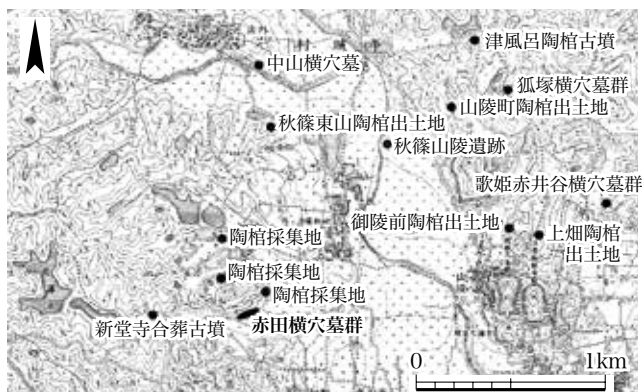 津風呂陶棺古墳
中山横穴墓
狐塚横穴墓群
山陵町陶棺出土地
秋篠東山陶棺出土地
秋篠山陵遺跡
歌姫赤井谷横穴墓群
御陵前陶棺出土地
上畑陶棺
出土地
陶棺採集地
陶棺採集地
陶棺採集地
新堂寺合葬古墳
赤田横穴墓群
0
1km